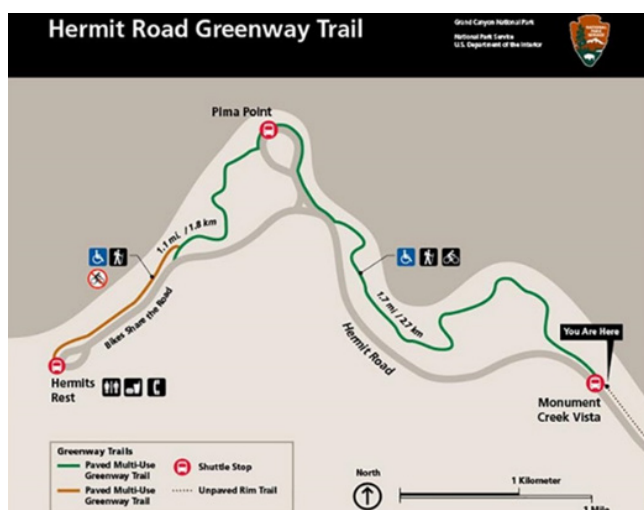 Hermit Road Greenway Trail
Grand Canyon National Park
National Park Service
U.S. Department of the Interior
Pima Point
1.1 mi. / 1.8 km
Bikes Share the Road
1.7 mi / 2.7 km
Hermit Road
You Are Here
Hermits
Rest
Monument
Creek Vista
Greenway Trails
Paved Multi-Use
Greenway Trail
Shuttle Stop
Paved Multi-Use
Greenway Trail
Unpaved Rim Trail
North
1 Kilometer
1 Mile